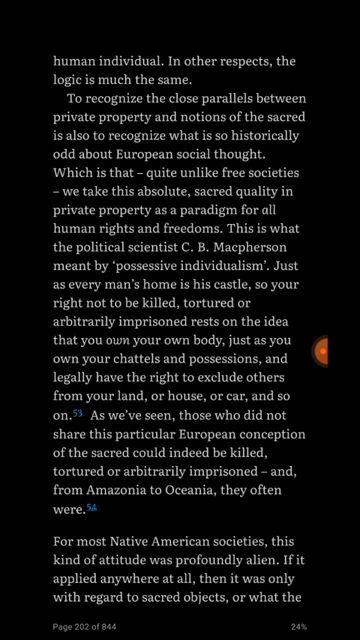 human individual. In other respects, the
logic is much the same.
To recognize the close parallels between
private property and notions of the sacred
is also to recognize what is so historically
odd about European social thought.
Which is that – quite unlike free societies
– we take this absolute, sacred quality in
private property as a paradigm for all
human rights and freedoms. This is what
the political scientist C. B. Macpherson
meant by ‘possessive individualism’. Just
as every man’s home is his castle, so your
right not to be killed, tortured or
arbitrarily imprisoned rests on the idea
that you own your own body, just as you
own your chattels and possessions, and
legally have the right to exclude others
from your land, or house, or car, and so
on.53 As we’ve seen, those who did not
share this particular European conception
of the sacred could indeed be killed,
tortured or arbitrarily imprisoned – and,
from Amazonia to Oceania, they often
were.54
For most Native American societies, this
kind of attitude was profoundly alien. If it
applied anywhere at all, then it was only
with regard to sacred objects, or what the
Page 202 of 844 24%